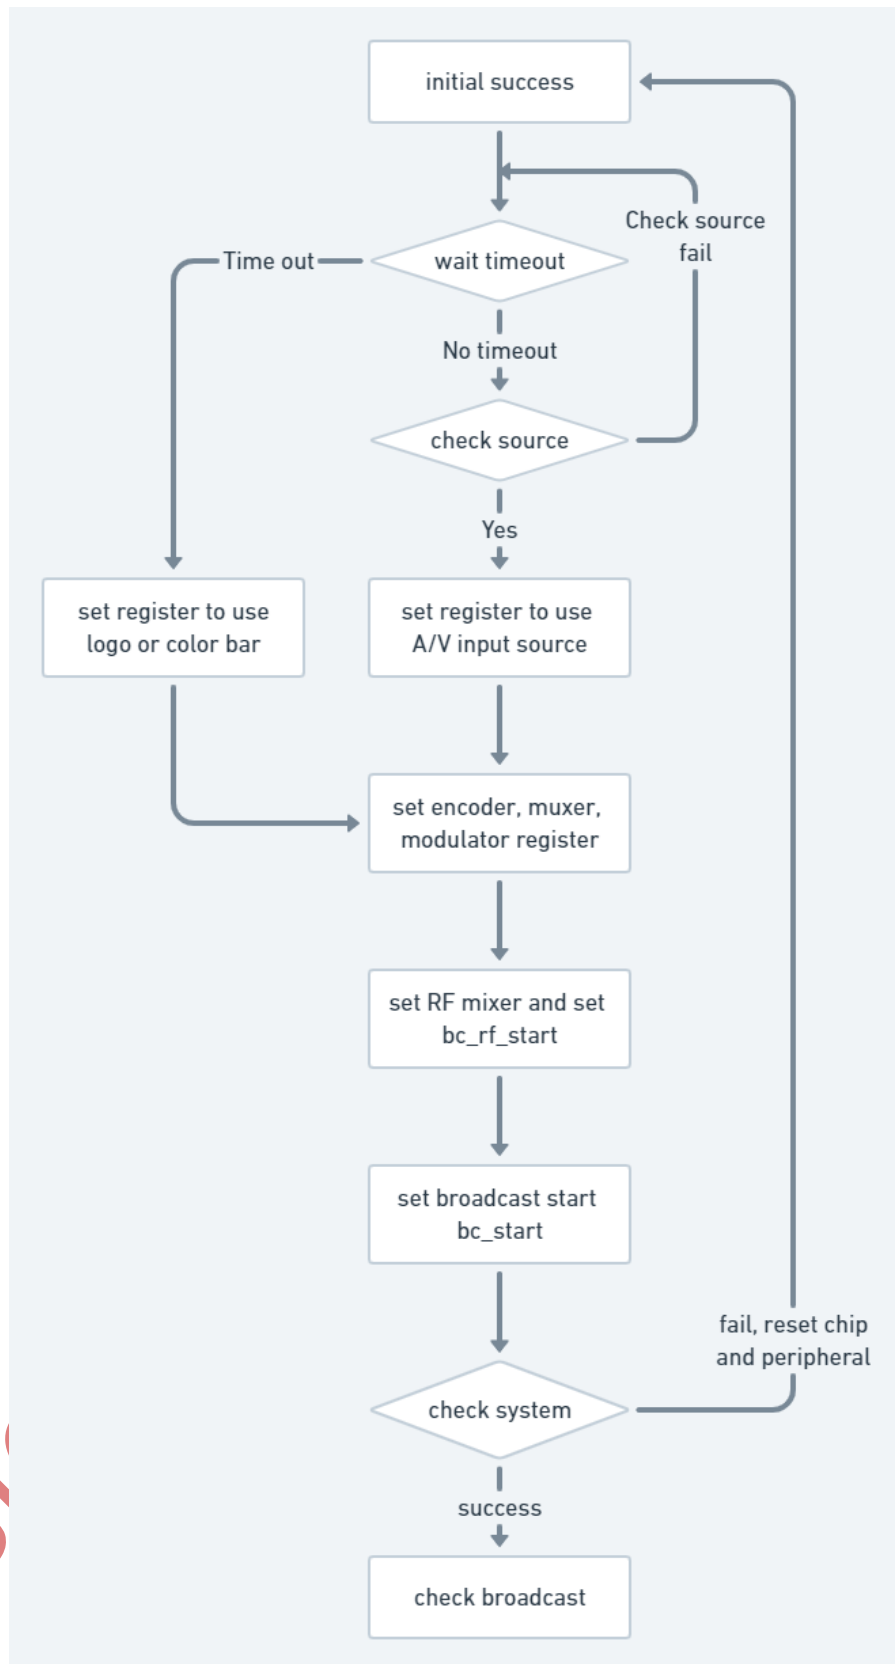 initial success
Check source
fail
Time out
wait timeout
No timeout
check source
Yes
set register to use
logo or color bar
set register to use
A/V input source
set encoder, muxer,
modulator register
set RF mixer and set
bc_rf_start
set broadcast start
bc_start
fail, reset chip
and peripheral
check system
success
check broadcast